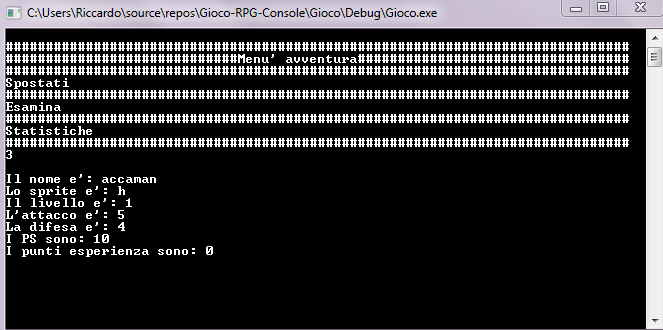 C:\Users\Riccardo\source\repos\Gioco-RPG-Console\Gioco\Debug\Gioco.exe
##############################################################################
#############################Menu' avventura##################################
##############################################################################
Spostati
##############################################################################
Esamina
##############################################################################
Statistiche
##############################################################################
3
Il nome e': accaman
Lo sprite e': h
Il livello e': 1
L'attacco e': 5
La difesa e': 4
I PS sono: 10
I punti esperienza sono: 0